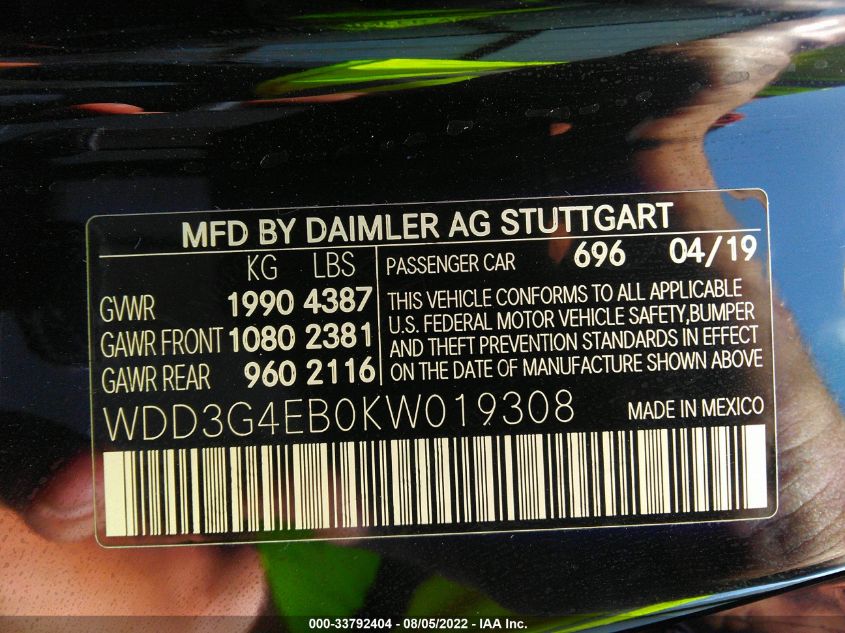 MFD BY DAIMLER AG STUTTGART
KG LBS
GVWR 1990 4387
GAWR FRONT 1080 2381
GAWR REAR 960 2116
PASSENGER CAR 696 04/19
THIS VEHICLE CONFORMS TO ALL APPLICABLE
U.S. FEDERAL MOTOR VEHICLE SAFETY,BUMPER
AND THEFT PREVENTION STANDARDS IN EFFECT
ON THE DATE OF MANUFACTURE SHOWN ABOVE
WDD3G4EB0KW019308 MADE IN MEXICO
000-33792404 - 08/05/2022 - IAA Inc.